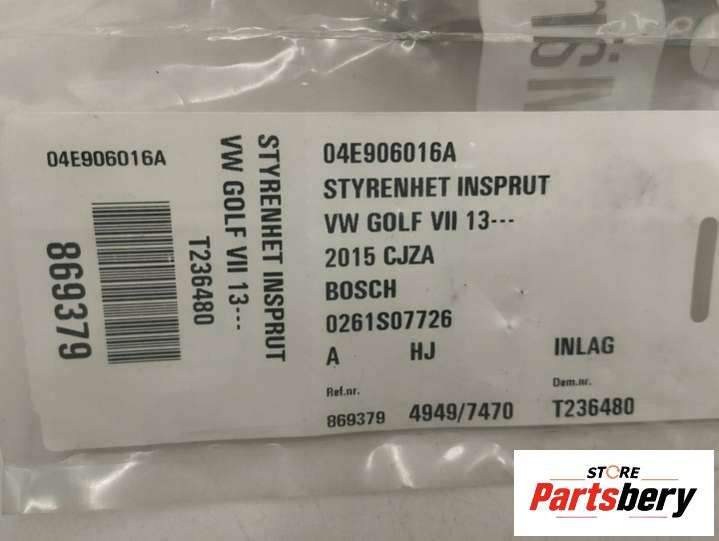 04E906016A
869379
STYRENHET INSPRUT
VW GOLF VII 13---
T236480
04E906016A
STYRENHET INSPRUT
VW GOLF VII 13---
2015 CJZA
BOSCH
0261S07726
A HJ INLAG
Ref.nr. Dem.nr.
869379 4949/7470 T236480
STORE
Partsbery